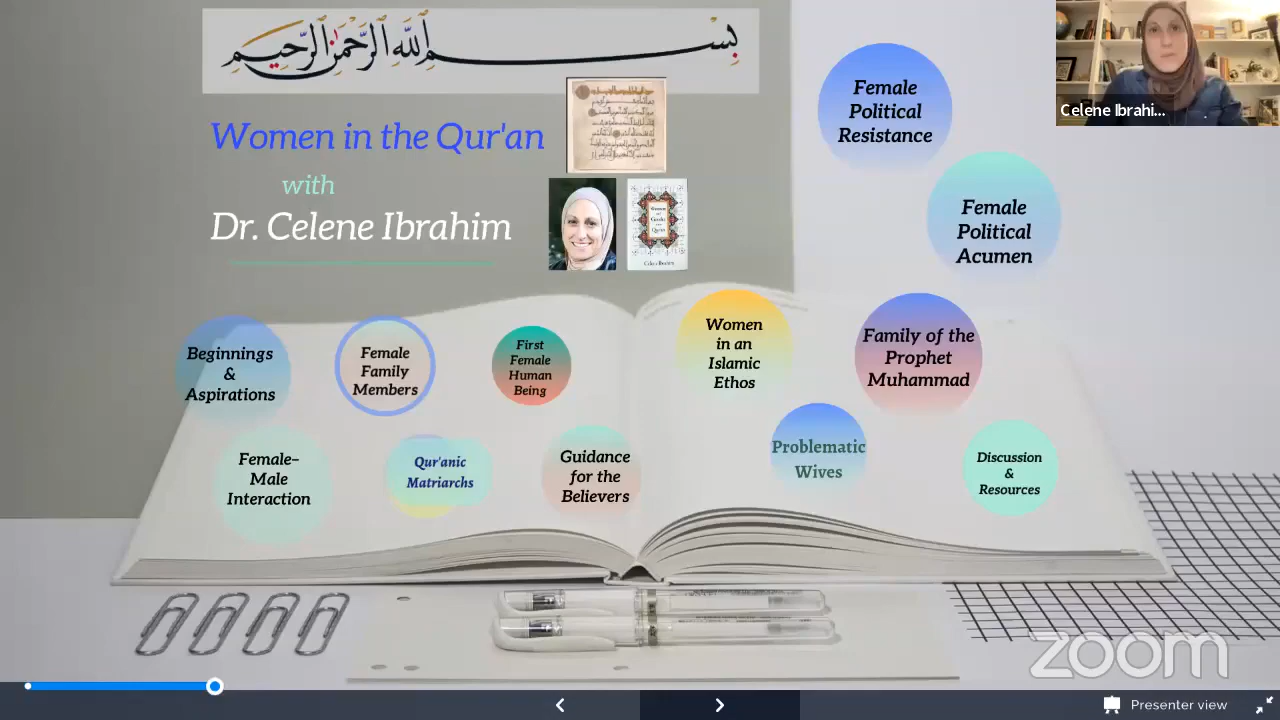 بسم الله الرحمن الرحيم
Women in the Qur'an
with
Dr. Celene Ibrahim
Female
Political
Resistance
Celene Ibrahi...
Female
Political
Acumen
Beginnings
&
Aspirations
Female
Family
Members
First
Female
Human
Being
Women
in an
Islamic
Ethos
Family of the
Prophet
Muhammad
Female–
Male
Interaction
Qur'anic
Matriarchs
Guidance
for the
Believers
Problematic
Wives
Discussion
&
Resources
zoom
Presenter view